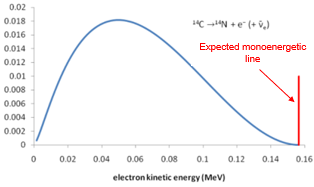 0.02
0.018
0.016
0.014
0.012
0.01
0.008
0.006
0.004
0.002
0
¹⁴C →¹⁴N + e⁻ (+ ν̄ₑ)
Expected monoenergetic
line
0 0.02 0.04 0.06 0.08 0.1 0.12 0.14 0.16
electron kinetic energy (MeV)